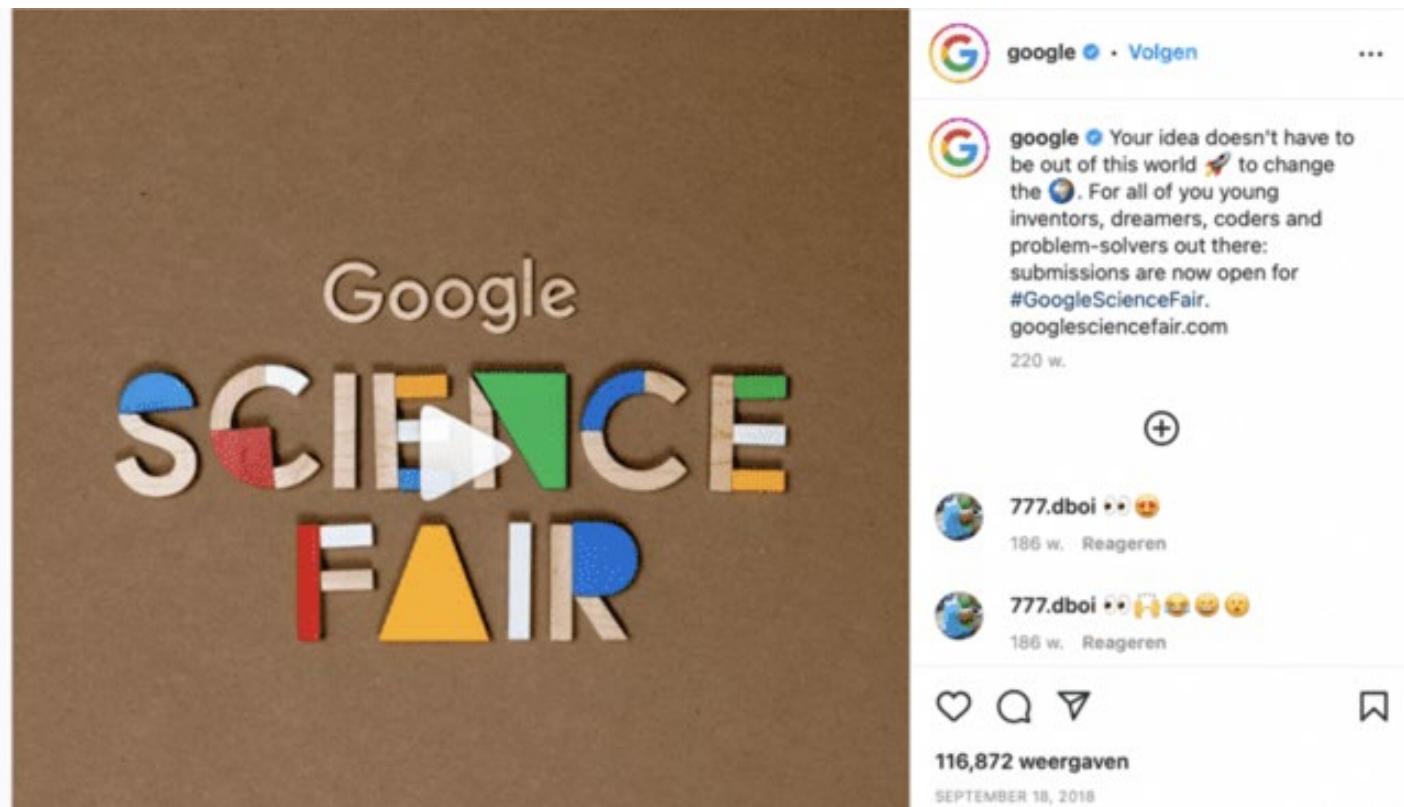 Google
SCIENCE
FAIR
google • Volgen
google Your idea doesn't have to
be out of this world 🚀 to change
the 🌍. For all of you young
inventors, dreamers, coders and
problem-solvers out there:
submissions are now open for
#GoogleScienceFair.
googlesciencefair.com
220 w.
777.dboi 👀😍
186 w. Reageren
777.dboi 👀🙌😂😄😮
186 w. Reageren
116,872 weergaven
SEPTEMBER 18, 2018